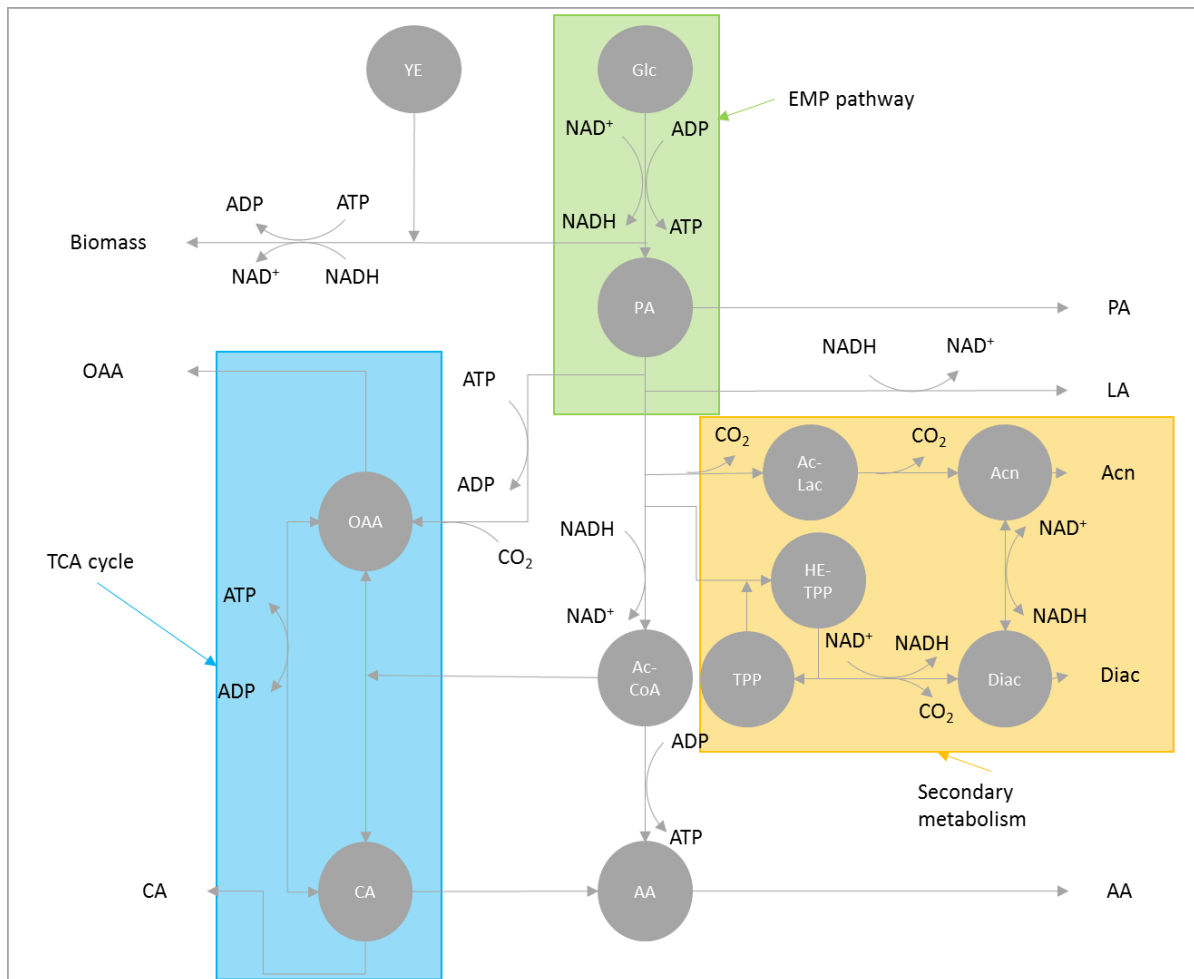 YE
Glc
EMP pathway
NAD⁺
ADP
ADP
ATP
NADH
ATP
Biomass
NAD⁺
NADH
PA
PA
OAA
NADH
NAD⁺
ATP
LA
CO₂
CO₂
Ac-
Lac
Acn
Acn
ADP
OAA
NADH
CO₂
NAD⁺
TCA cycle
HE-
TPP
ATP
NAD⁺
NADH
NAD⁺
NADH
Ac-
CoA
TPP
Diac
Diac
ADP
CO₂
ADP
Secondary
metabolism
ATP
CA
CA
AA
AA